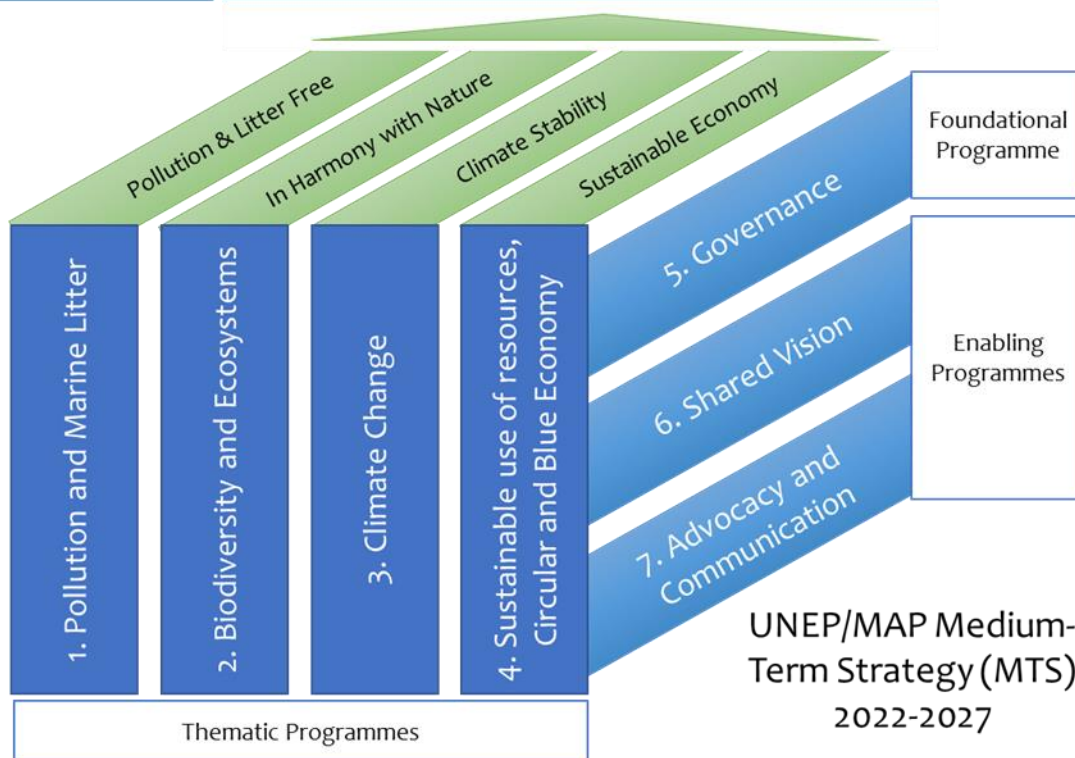 Pollution & Litter Free
In Harmony with Nature
Climate Stability
Sustainable Economy
1. Pollution and Marine Litter
2. Biodiversity and Ecosystems
3. Climate Change
4. Sustainable use of resources,
Circular and Blue Economy
5. Governance
6. Shared Vision
7. Advocacy and
Communication
Foundational
Programme
Enabling
Programmes
Thematic Programmes
UNEP/MAP Medium-
Term Strategy (MTS)
2022-2027